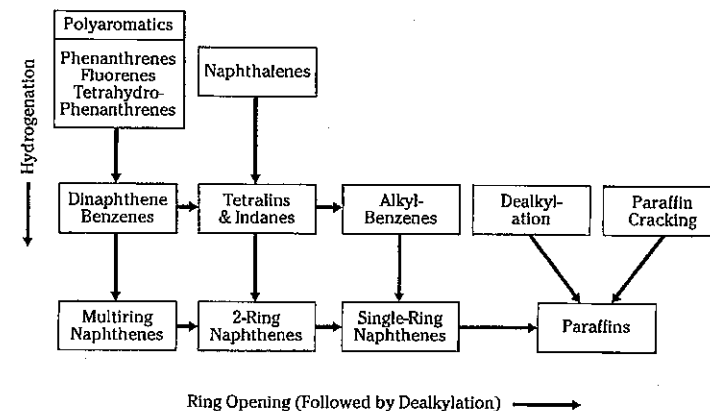 Polyaromatics
Phenanthrenes
Fluorenes
Tetrahydro-
Phenanthrenes
Naphthalenes
Hydrogenation
Dinaphthene
Benzenes
Tetralins
& Indanes
Alkyl-
Benzenes
Dealkyl-
ation
Paraffin
Cracking
Multiring
Naphthenes
2-Ring
Naphthenes
Single-Ring
Naphthenes
Paraffins
Ring Opening (Followed by Dealkylation)